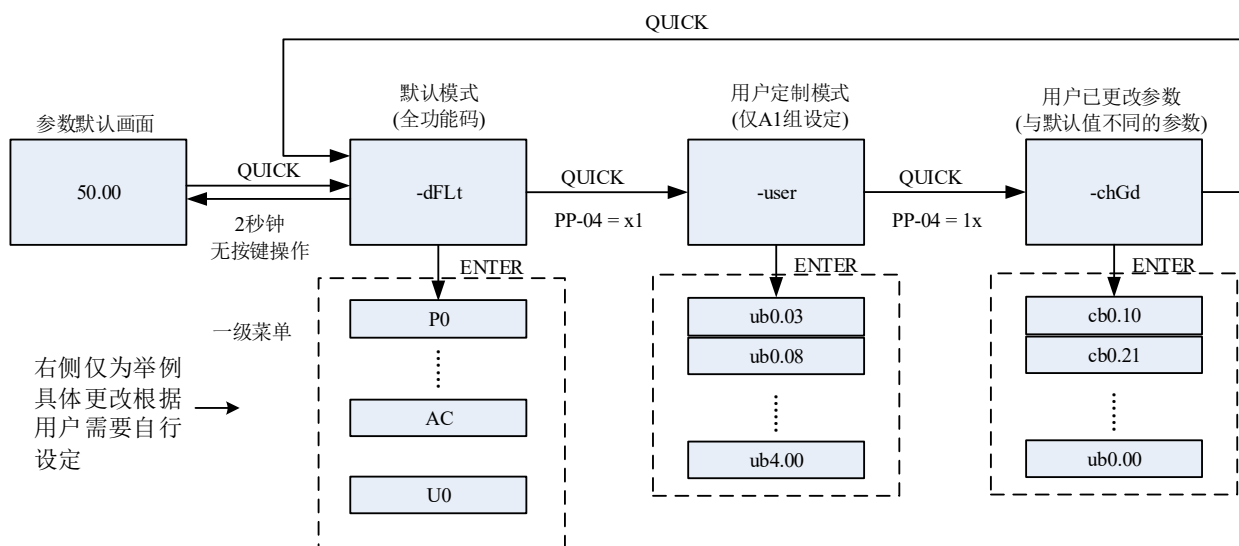 QUICK
默认模式
(全功能码)
用户定制模式
(仅A1组设定)
用户已更改参数
(与默认值不同的参数)
参数默认画面
50.00
QUICK
2秒钟
无按键操作
-dFLt
QUICK
PP-04 = x1
-user
QUICK
PP-04 = 1x
-chGd
ENTER
ENTER
ENTER
一级菜单
P0
AC
U0
ub0.03
ub0.08
ub4.00
cb0.10
cb0.21
ub0.00
右侧仅为举例
具体更改根据
用户需要自行
设定